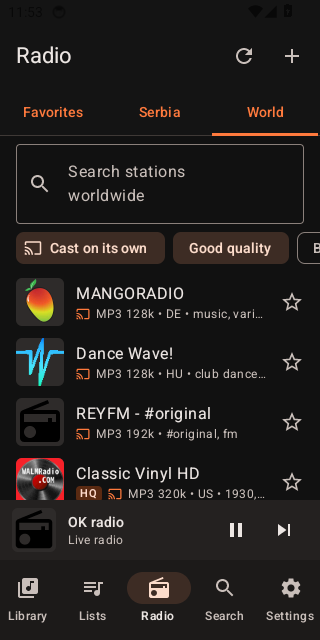 11:53
Radio
Favorites
Serbia
World
Search stations
worldwide
Cast on its own
Good quality
MANGORADIO
MP3 128k • DE • music, vari…
Dance Wave!
MP3 128k • HU • club dance…
REYFM - #original
MP3 192k • #original, fm
WALMRadio
.COM
Classic Vinyl HD
HQ MP3 320k • US • 1930,…
OK radio
Live radio
Library
Lists
Radio
Search
Settings